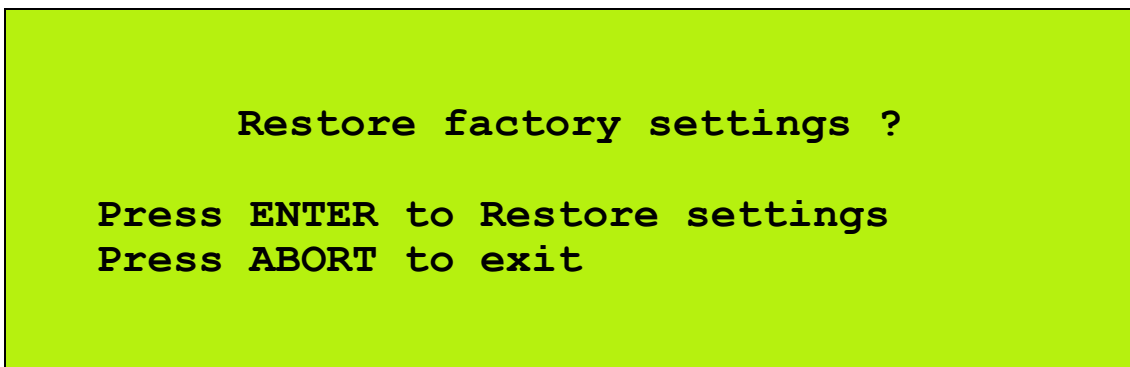 Restore factory settings ?
Press ENTER to Restore settings
Press ABORT to exit